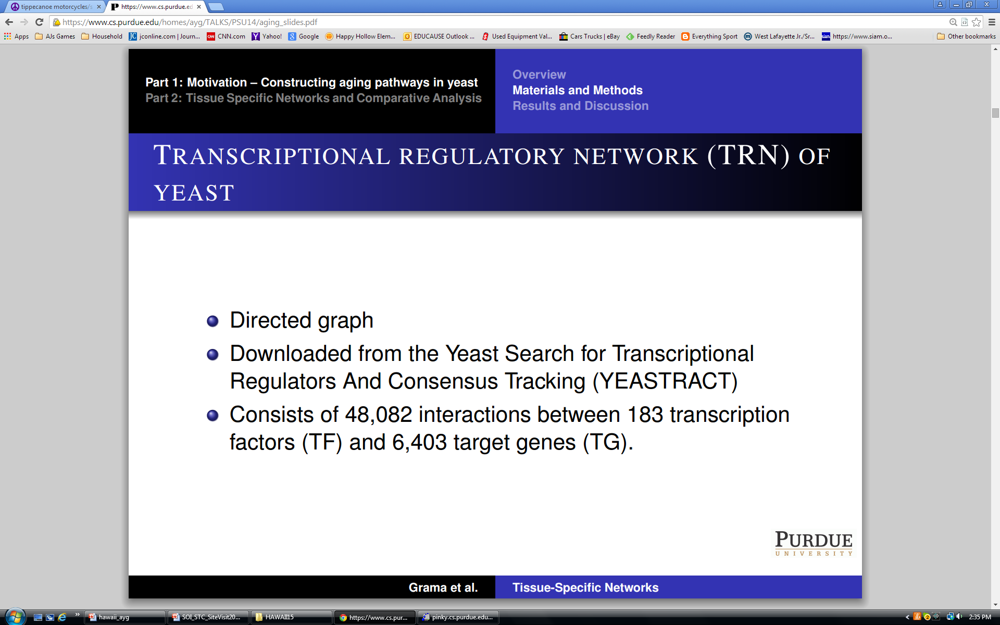 tippecanoe motorcycles/s
https://www.cs.purdue.ed
https://www.cs.purdue.edu/homes/ayg/TALKS/PSU14/aging_slides.pdf
Apps AJs Games Household jconline.com | Journ... CNN.com Yahoo! Google Happy Hollow Elem... EDUCAUSE Outlook ... Used Equipment Val... Cars Trucks | eBay Feedly Reader Everything Sport West Lafayette Jr./Sr... https://www.siam.o... Other bookmarks
Part 1: Motivation – Constructing aging pathways in yeast
Part 2: Tissue Specific Networks and Comparative Analysis
Overview
Materials and Methods
Results and Discussion
TRANSCRIPTIONAL REGULATORY NETWORK (TRN) OF
YEAST
Directed graph
Downloaded from the Yeast Search for Transcriptional
Regulators And Consensus Tracking (YEASTRACT)
Consists of 48,082 interactions between 183 transcription
factors (TF) and 6,403 target genes (TG).
PURDUE
UNIVERSITY
Grama et al. Tissue-Specific Networks
hawaii_ayg SOI_STC_SiteVisit20... HAWAII15 https://www.cs.pur... pinky.cs.purdue.edu... 2:35 PM